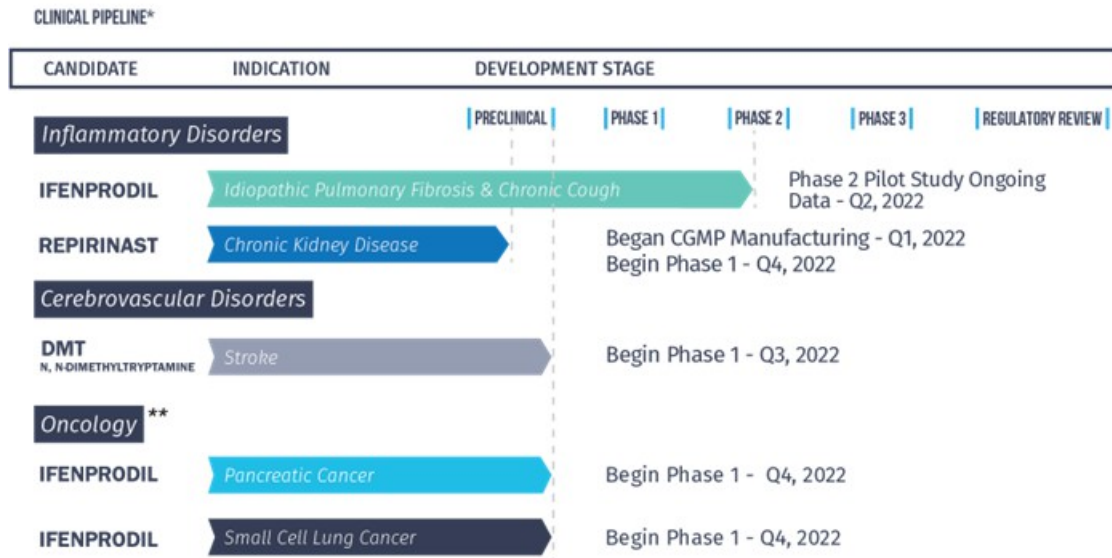 CLINICAL PIPELINE*
CANDIDATE INDICATION DEVELOPMENT STAGE
PRECLINICAL PHASE 1 PHASE 2 PHASE 3 REGULATORY REVIEW
Inflammatory Disorders
IFENPRODIL Idiopathic Pulmonary Fibrosis & Chronic Cough Phase 2 Pilot Study Ongoing
Data - Q2, 2022
REPIRINAST Chronic Kidney Disease Began CGMP Manufacturing - Q1, 2022
Begin Phase 1 - Q4, 2022
Cerebrovascular Disorders
DMT
N, N-DIMETHYLTRYPTAMINE Stroke Begin Phase 1 - Q3, 2022
Oncology **
IFENPRODIL Pancreatic Cancer Begin Phase 1 - Q4, 2022
IFENPRODIL Small Cell Lung Cancer Begin Phase 1 - Q4, 2022